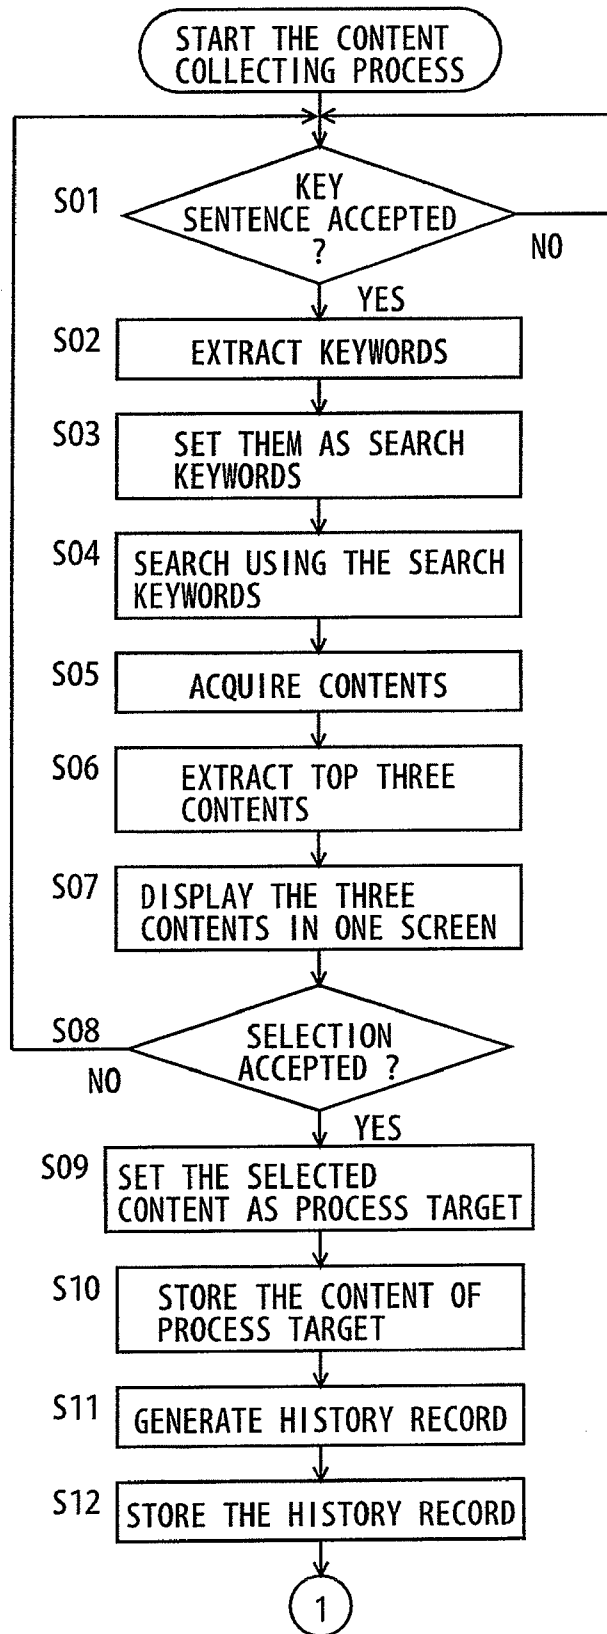 START THE CONTENT
COLLECTING PROCESS
S01
KEY
SENTENCE ACCEPTED
?
NO
YES
S02
EXTRACT KEYWORDS
S03
SET THEM AS SEARCH
KEYWORDS
S04
SEARCH USING THE SEARCH
KEYWORDS
S05
ACQUIRE CONTENTS
S06
EXTRACT TOP THREE
CONTENTS
S07
DISPLAY THE THREE
CONTENTS IN ONE SCREEN
S08
SELECTION
ACCEPTED ?
NO
YES
S09
SET THE SELECTED
CONTENT AS PROCESS TARGET
S10
STORE THE CONTENT OF
PROCESS TARGET
S11
GENERATE HISTORY RECORD
S12
STORE THE HISTORY RECORD
1